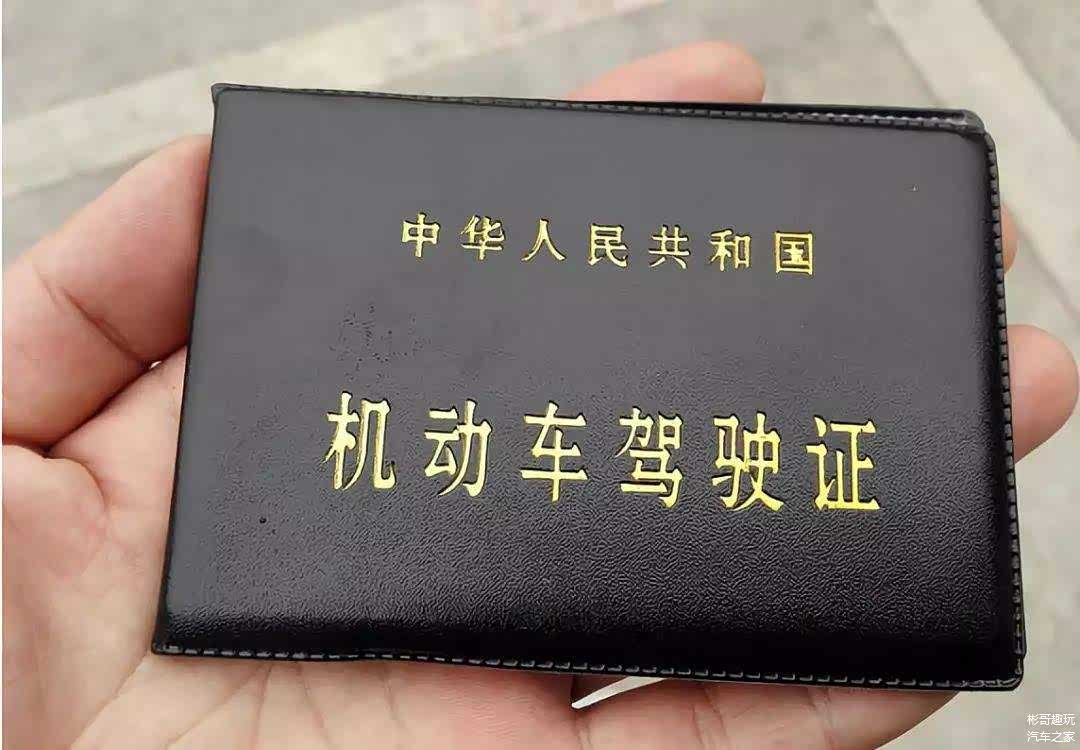 中华人民共和国
机动车驾驶证
彬哥趣玩
汽车之家